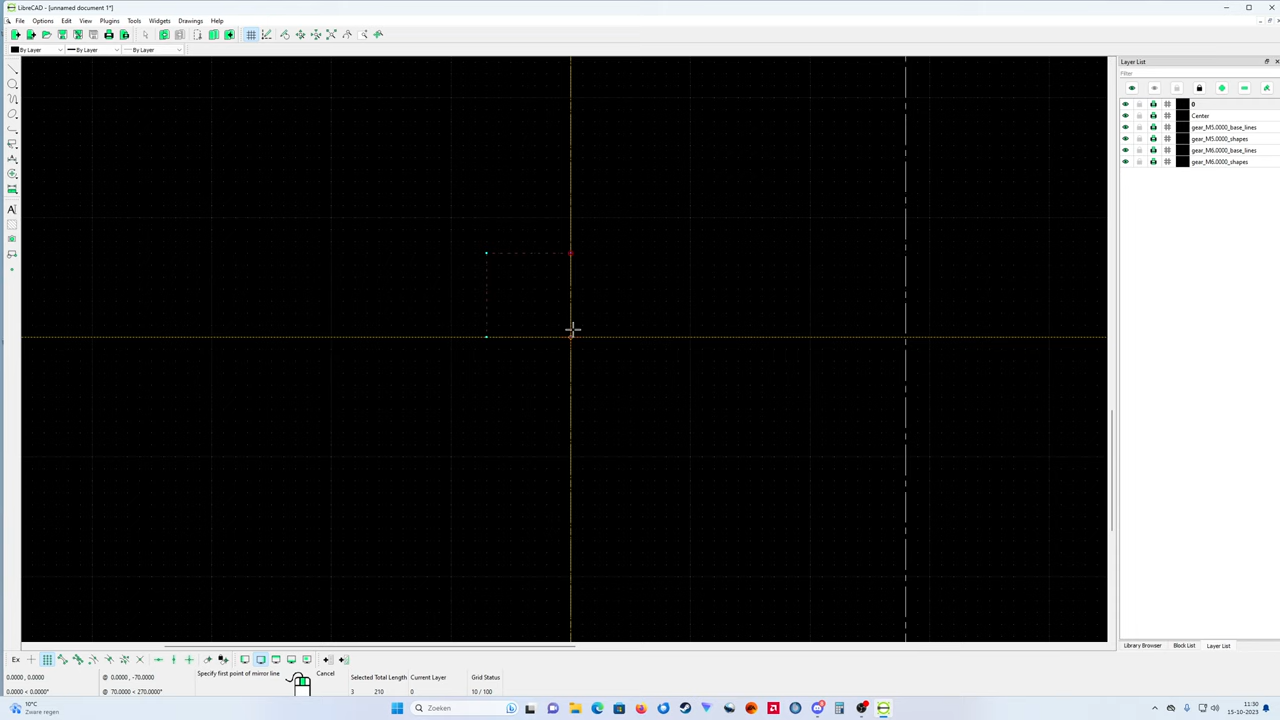 LibreCAD - [unnamed document 1*]
File Options Edit View Plugins Tools Widgets Drawings Help
By Layer By Layer By Layer
Layer List
Filter
0
Center
gear_M5.0000_base_lines
gear_M5.0000_shapes
gear_M6.0000_base_lines
gear_M6.0000_shapes
Library Browser Block List Layer List
Ex
0.0000 , 0.0000 @ 0.0000 , -70.0000 Specify first point of mirror line Cancel Selected Total Length Current Layer Grid Status
0.0000 < 0.0000° @ 70.0000 < 270.0000° 3 210 0 10 / 100
10°C
Zware regen
Zoeken
11:30
15-10-2023